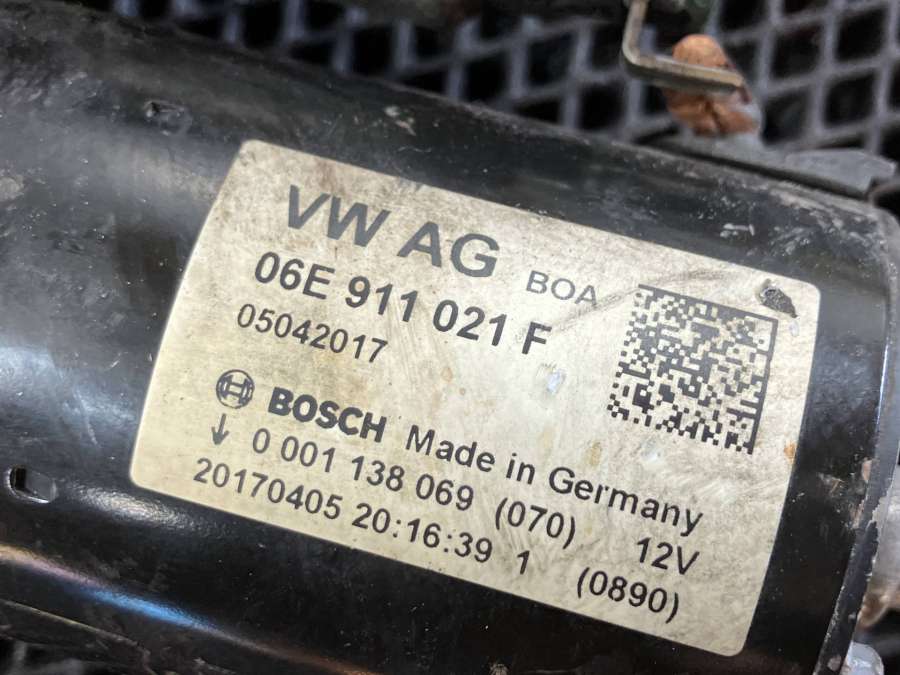 VW AG BOA
06E 911 021 F
05042017
BOSCH Made in Germany
↓ 0 001 138 069 (070) 12V
20170405 20:16:39 1 (0890)